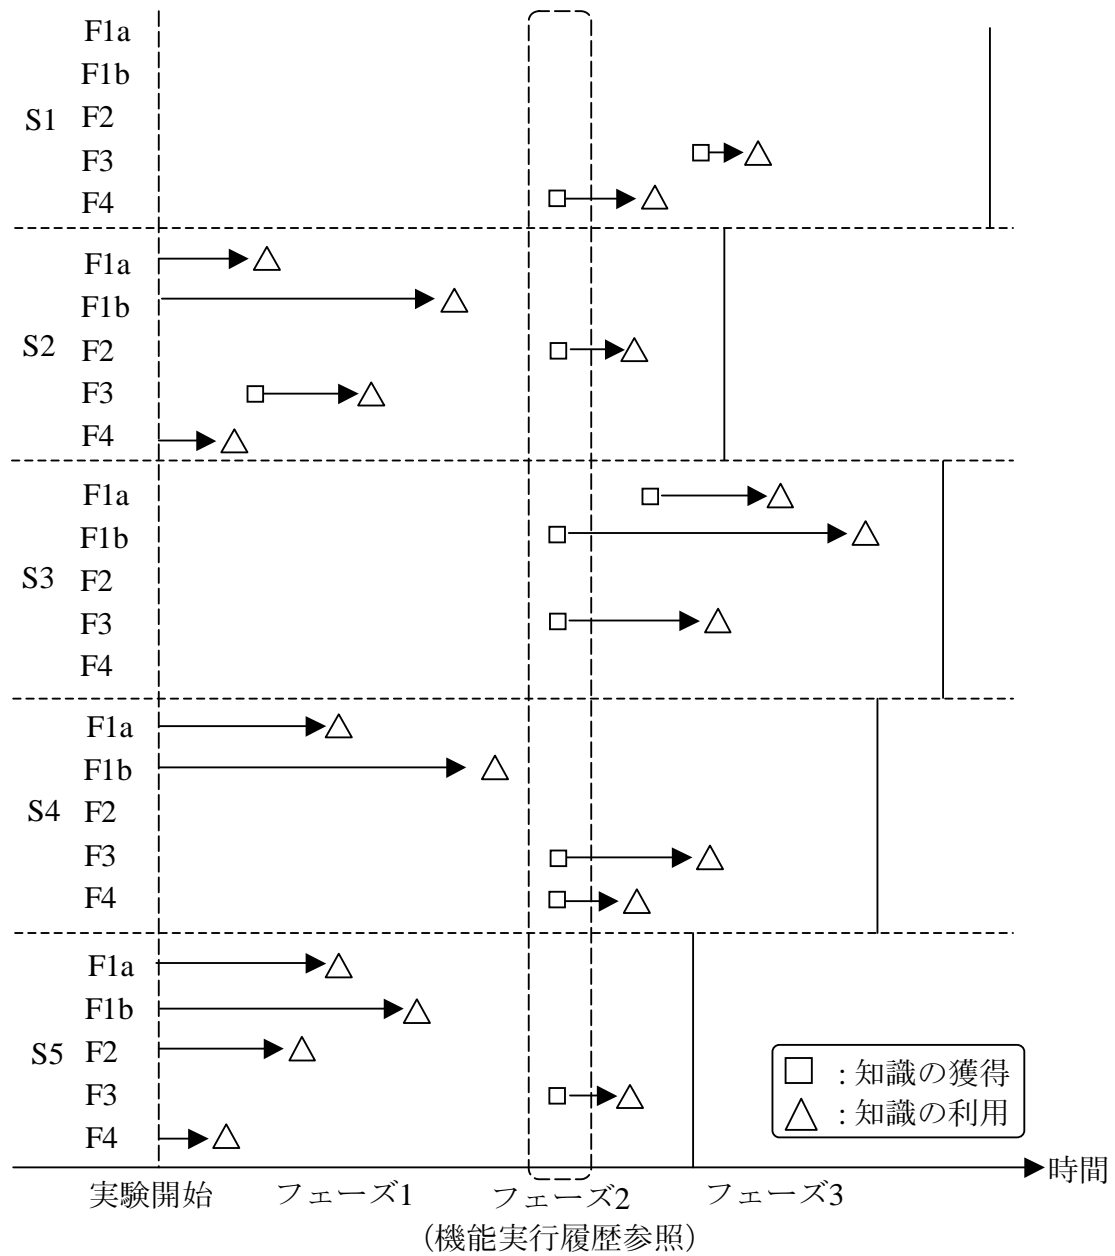 F1a
F1b
S1 F2
F3
F4
F1a
F1b
S2 F2
F3
F4
F1a
F1b
S3 F2
F3
F4
F1a
F1b
S4 F2
F3
F4
F1a
F1b
S5 F2
F3
F4
□ : 知識の獲得
△ : 知識の利用
時間
実験開始 フェーズ1 フェーズ2 フェーズ3
(機能実行履歴参照)